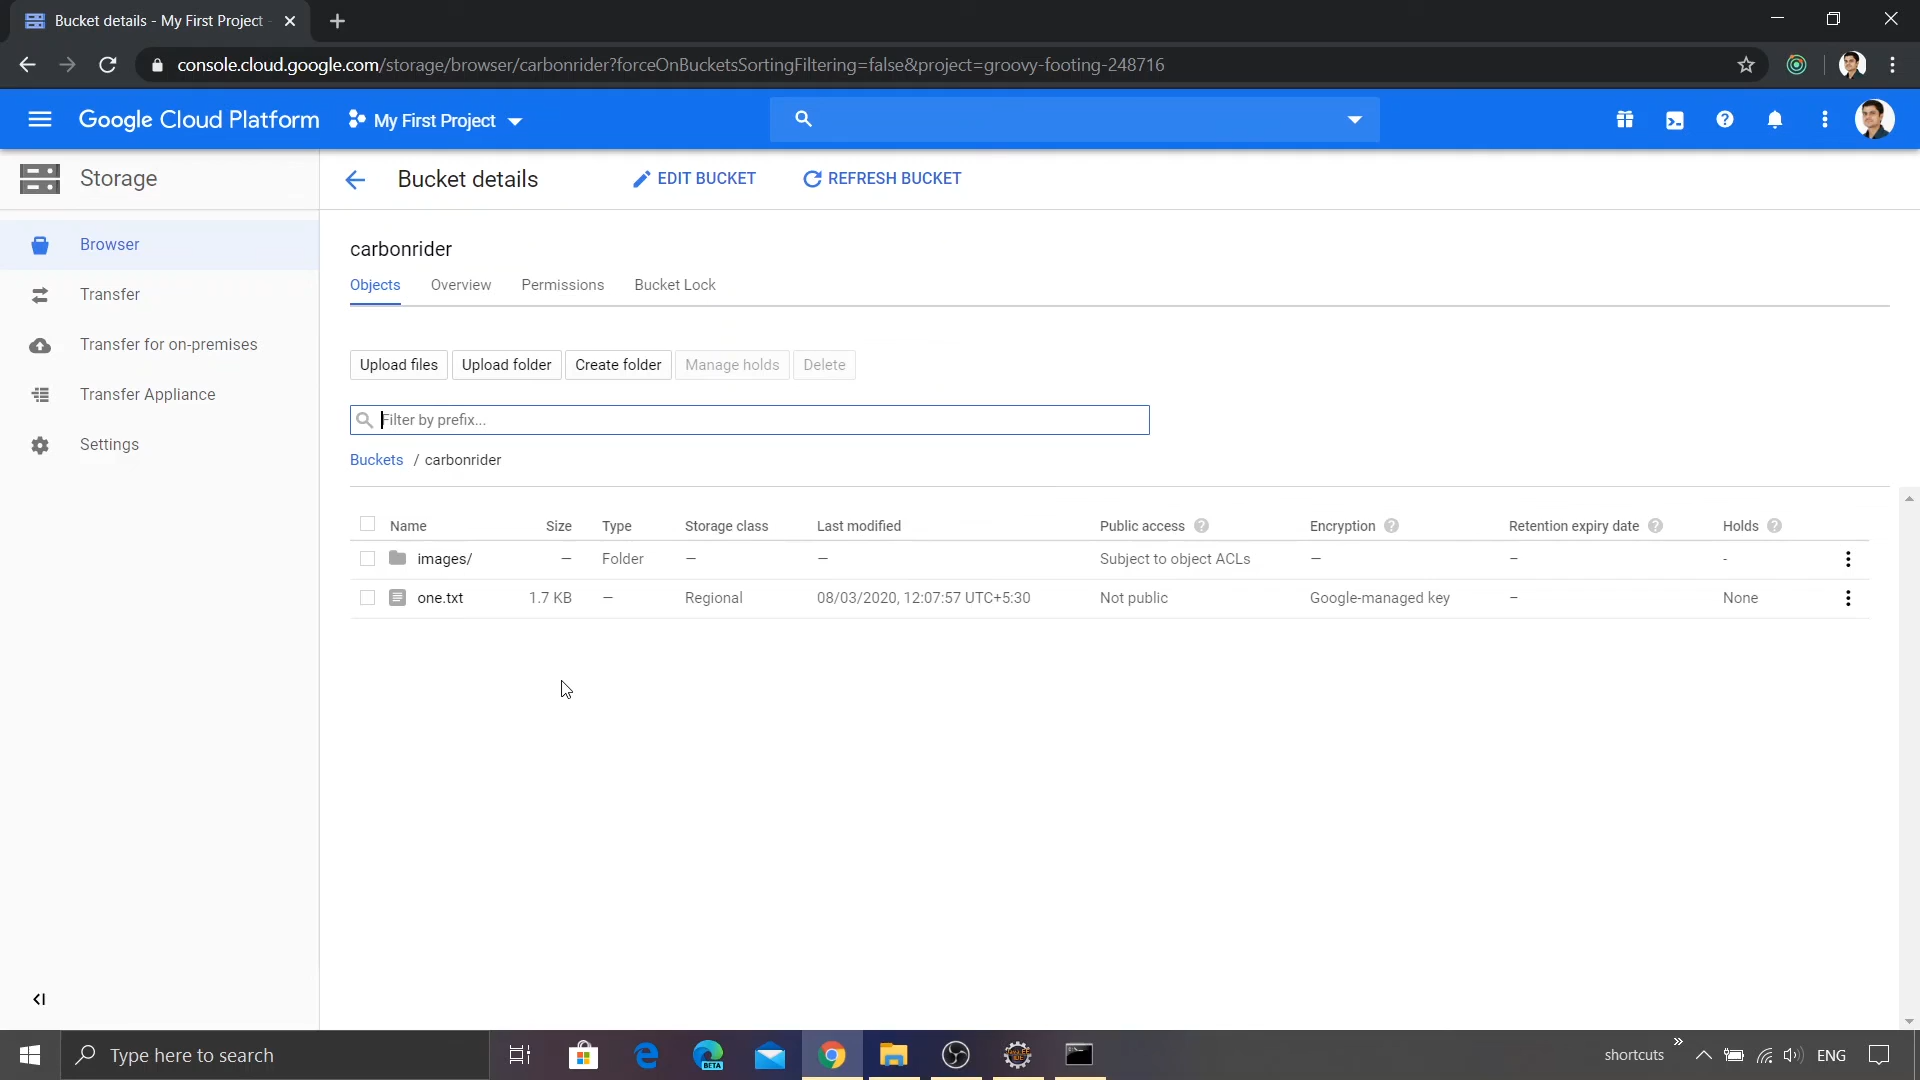 Bucket details - My First Project -
console.cloud.google.com/storage/browser/carbonrider?forceOnBucketsSortingFiltering=false&project=groovy-footing-248716
Google Cloud Platform
My First Project
Storage
Bucket details
EDIT BUCKET
REFRESH BUCKET
Browser
Transfer
Transfer for on-premises
Transfer Appliance
Settings
carbonrider
Objects
Overview
Permissions
Bucket Lock
Upload files
Upload folder
Create folder
Manage holds
Delete
Filter by prefix...
Buckets / carbonrider
Name Size Type Storage class Last modified Public access Encryption Retention expiry date Holds
images/ — Folder — — Subject to object ACLs — – -
one.txt 1.7 KB — Regional 08/03/2020, 12:07:57 UTC+5:30 Not public Google-managed key – None
Type here to search
BETA
shortcuts
ENG